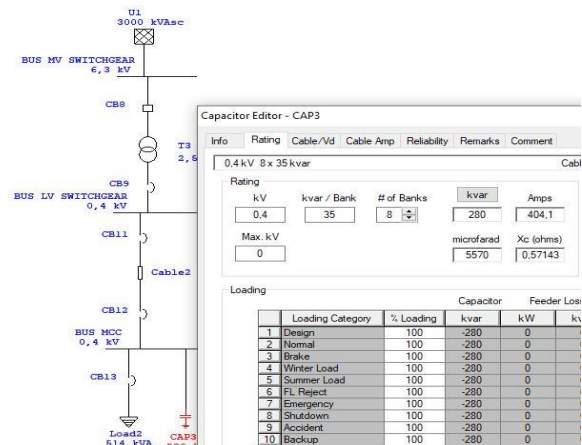 U1
3000 kVAsc
BUS MV SWITCHGEAR
6,3 kV
CB8
T3
2,5
CB9
BUS LV SWITCHGEAR
0,4 kV
CB11
Cable2
CB12
BUS MCC
0,4 kV
CB13
Load2
514 kVA
CAP3
Capacitor Editor - CAP3
Info Rating Cable/Vd Cable Amp Reliability Remarks Comment
0,4 kV 8 x 35 kvar
Rating
kV kvar / Bank # of Banks kvar Amps
0,4 35 8 280 404,1
Max. kV microfarad Xc (ohms)
0 5570 0,57143
Loading
Capacitor Feeder Loss
Loading Category % Loading kvar kW
1 Design 100 -280 0
2 Normal 100 -280 0
3 Brake 100 -280 0
4 Winter Load 100 -280 0
5 Summer Load 100 -280 0
6 FL Reject 100 -280 0
7 Emergency 100 -280 0
8 Shutdown 100 -280 0
9 Accident 100 -280 0
10 Backup 100 -280 0